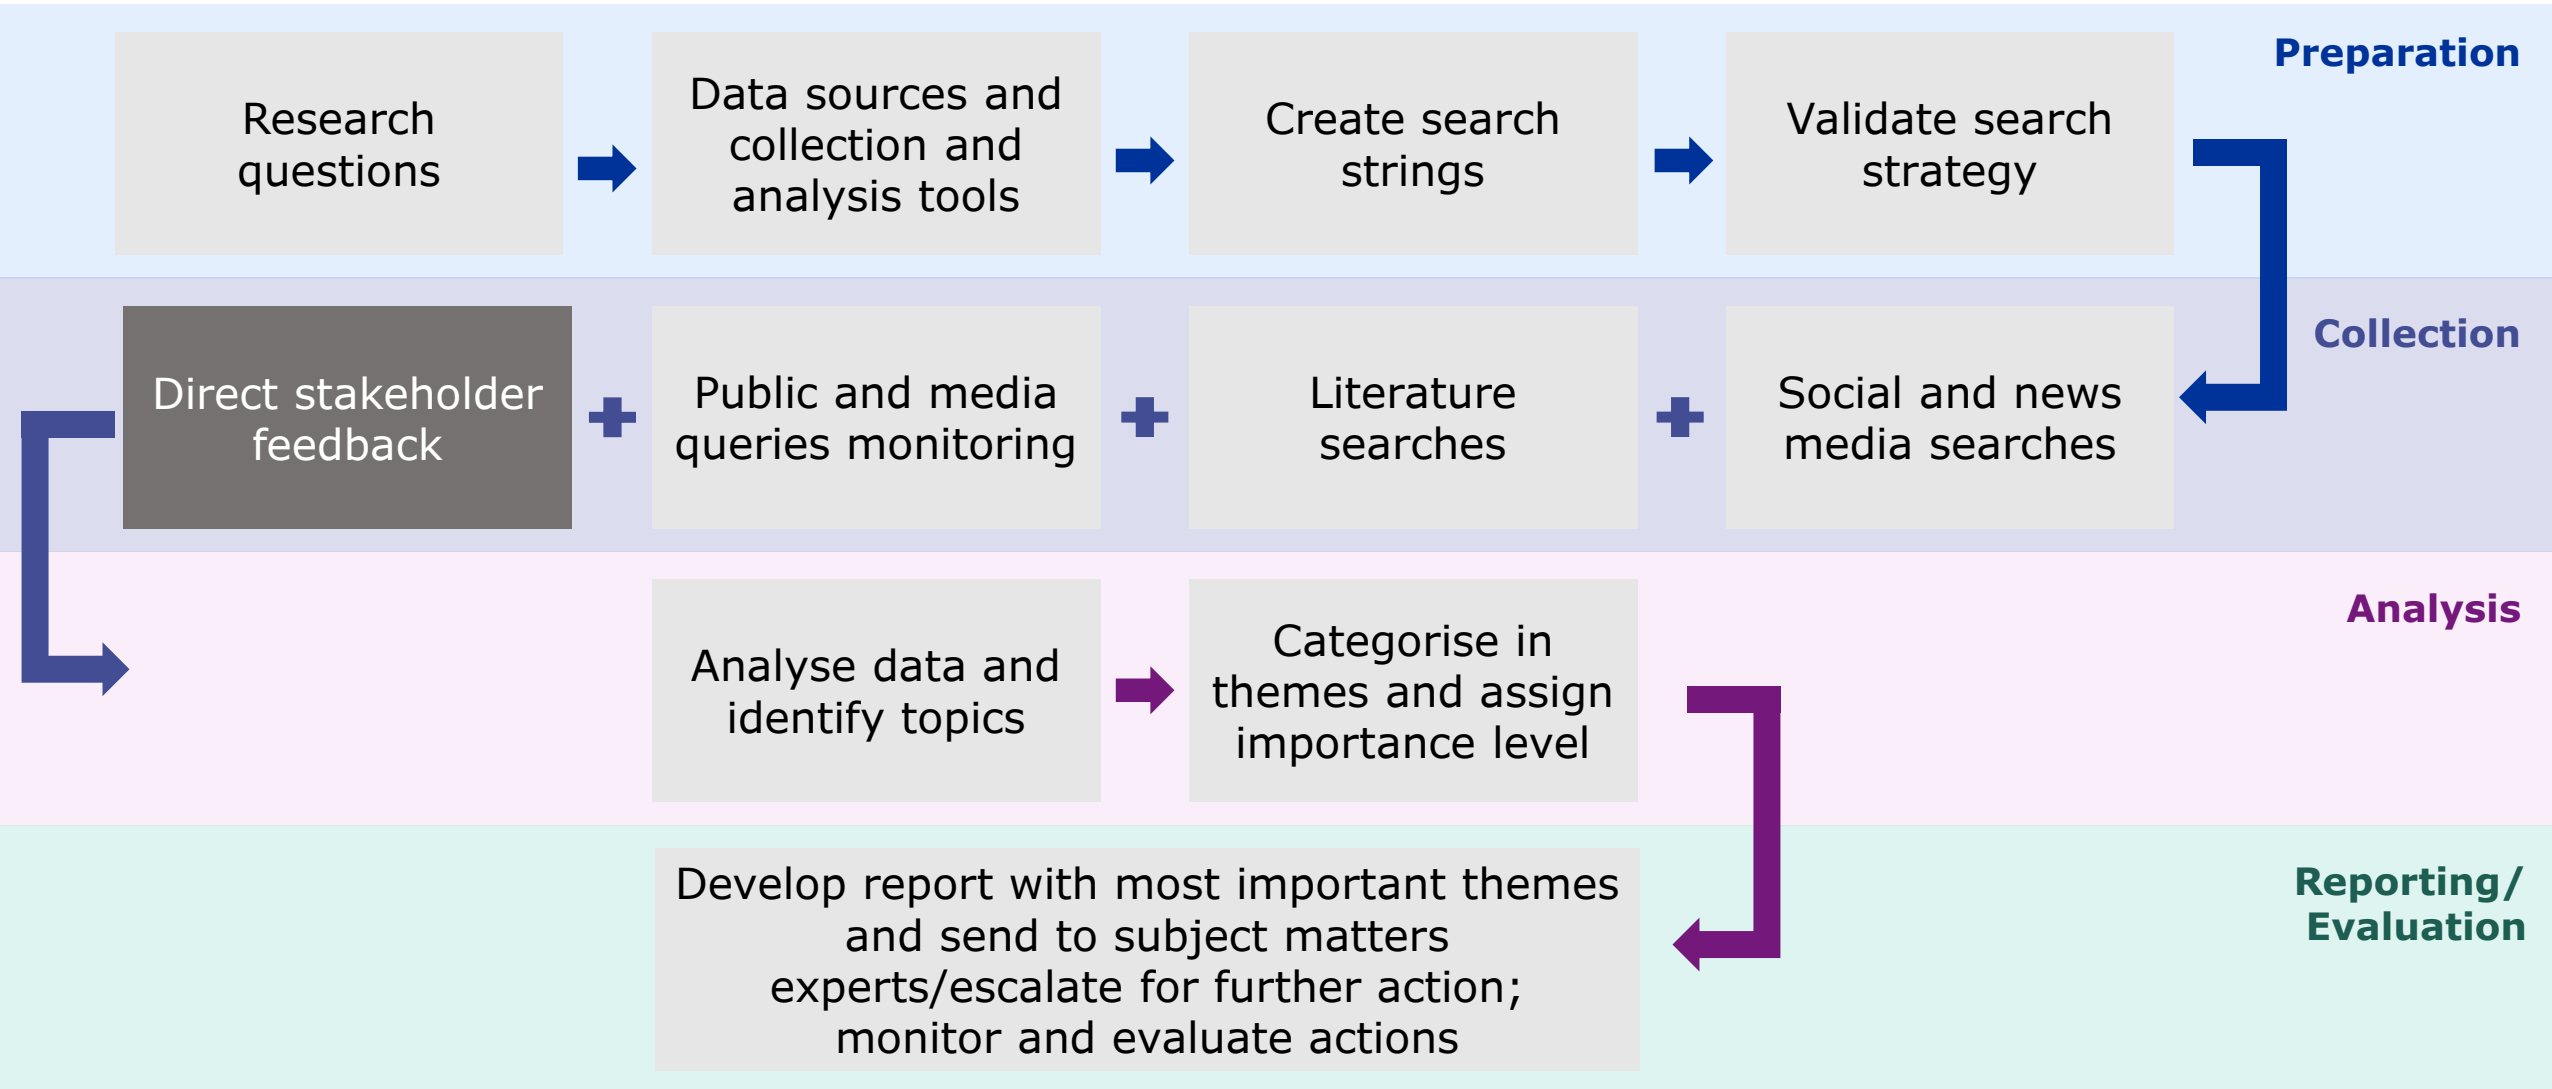 Preparation
Research
questions
Data sources and
collection and
analysis tools
Create search
strings
Validate search
strategy
Collection
Direct stakeholder
feedback
Public and media
queries monitoring
Literature
searches
Social and news
media searches
Analysis
Analyse data and
identify topics
Categorise in
themes and assign
importance level
Reporting/
Evaluation
Develop report with most important themes
and send to subject matters
experts/escalate for further action;
monitor and evaluate actions